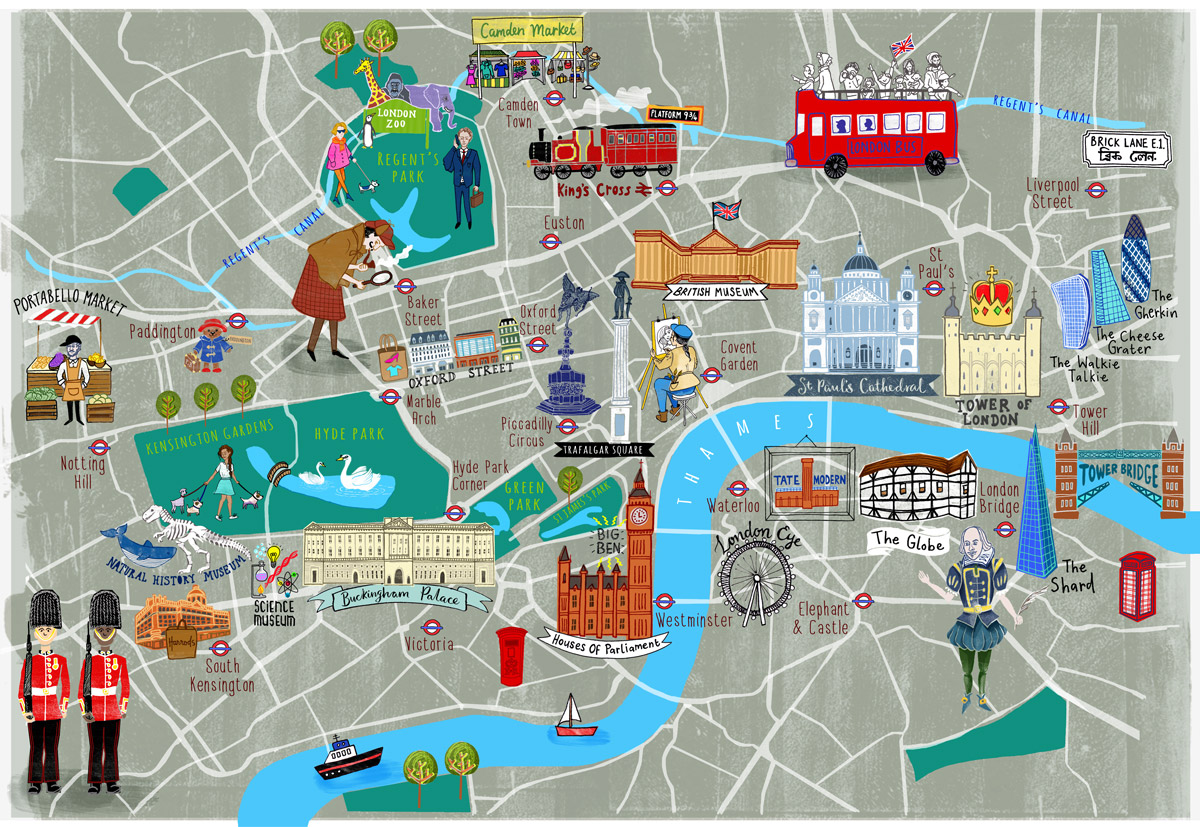 Camden Market
LONDON
ZOO
REGENT'S
PARK
Camden
Town
PLATFORM 9¾
King's Cross
LONDON BUS
REGENT'S CANAL
BRICK LANE E.1.
ব্রিক লেন
Liverpool
Street
Euston
REGENT'S CANAL
BRITISH MUSEUM
St
Paul's
The
Gherkin
The Cheese
Grater
The Walkie
Talkie
PORTABELLO MARKET
Paddington
PADDINGTON
Baker
Street
OXFORD STREET
Oxford
Street
Marble
Arch
Covent
Garden
St PAUL'S CATHEDRAL
TOWER OF
LONDON
Tower
Hill
Piccadilly
Circus
TRAFALGAR SQUARE
THAMES
KENSINGTON GARDENS
HYDE PARK
Notting
Hill
Hyde Park
Corner
GREEN
PARK
ST JAMES'S PARK
BIG
BEN
Waterloo
TATE MODERN
London
Bridge
TOWER BRIDGE
The Globe
London Eye
The
Shard
NATURAL HISTORY MUSEUM
SCIENCE
MUSEUM
Buckingham Palace
Houses Of Parliament
Westminster
Elephant
& Castle
Harrods
South
Kensington
Victoria